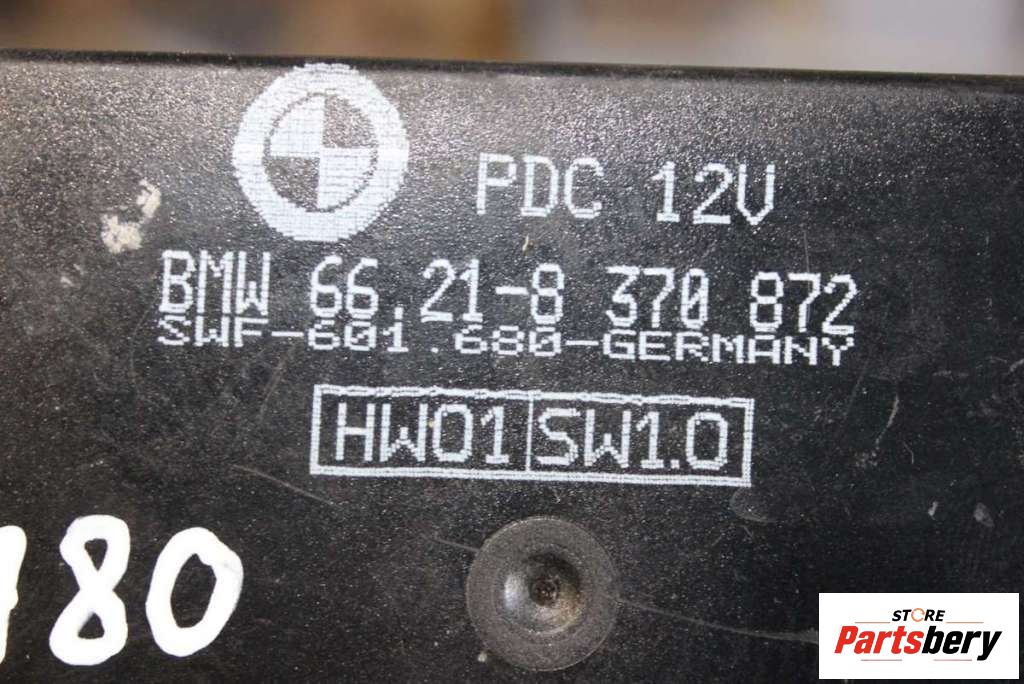 PDC 12V
BMW 66.21-8 370 872
SWF-601.680-GERMANY
HW01 SW1.0
180
STORE
Partsbery